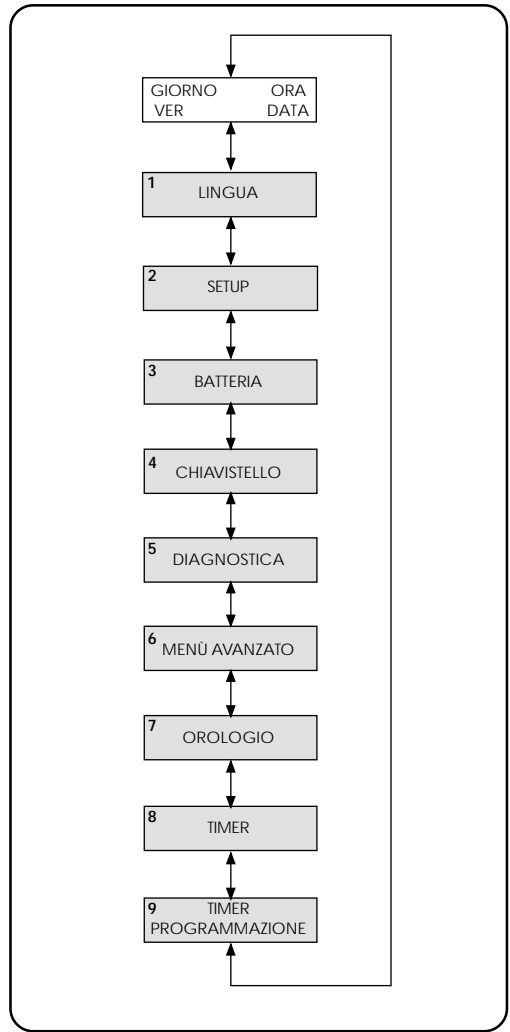 GIORNO ORA
VER DATA
1 LINGUA
2 SETUP
3 BATTERIA
4 CHIAVISTELLO
5 DIAGNOSTICA
6 MENÙ AVANZATO
7 OROLOGIO
8 TIMER
9 TIMER
PROGRAMMAZIONE